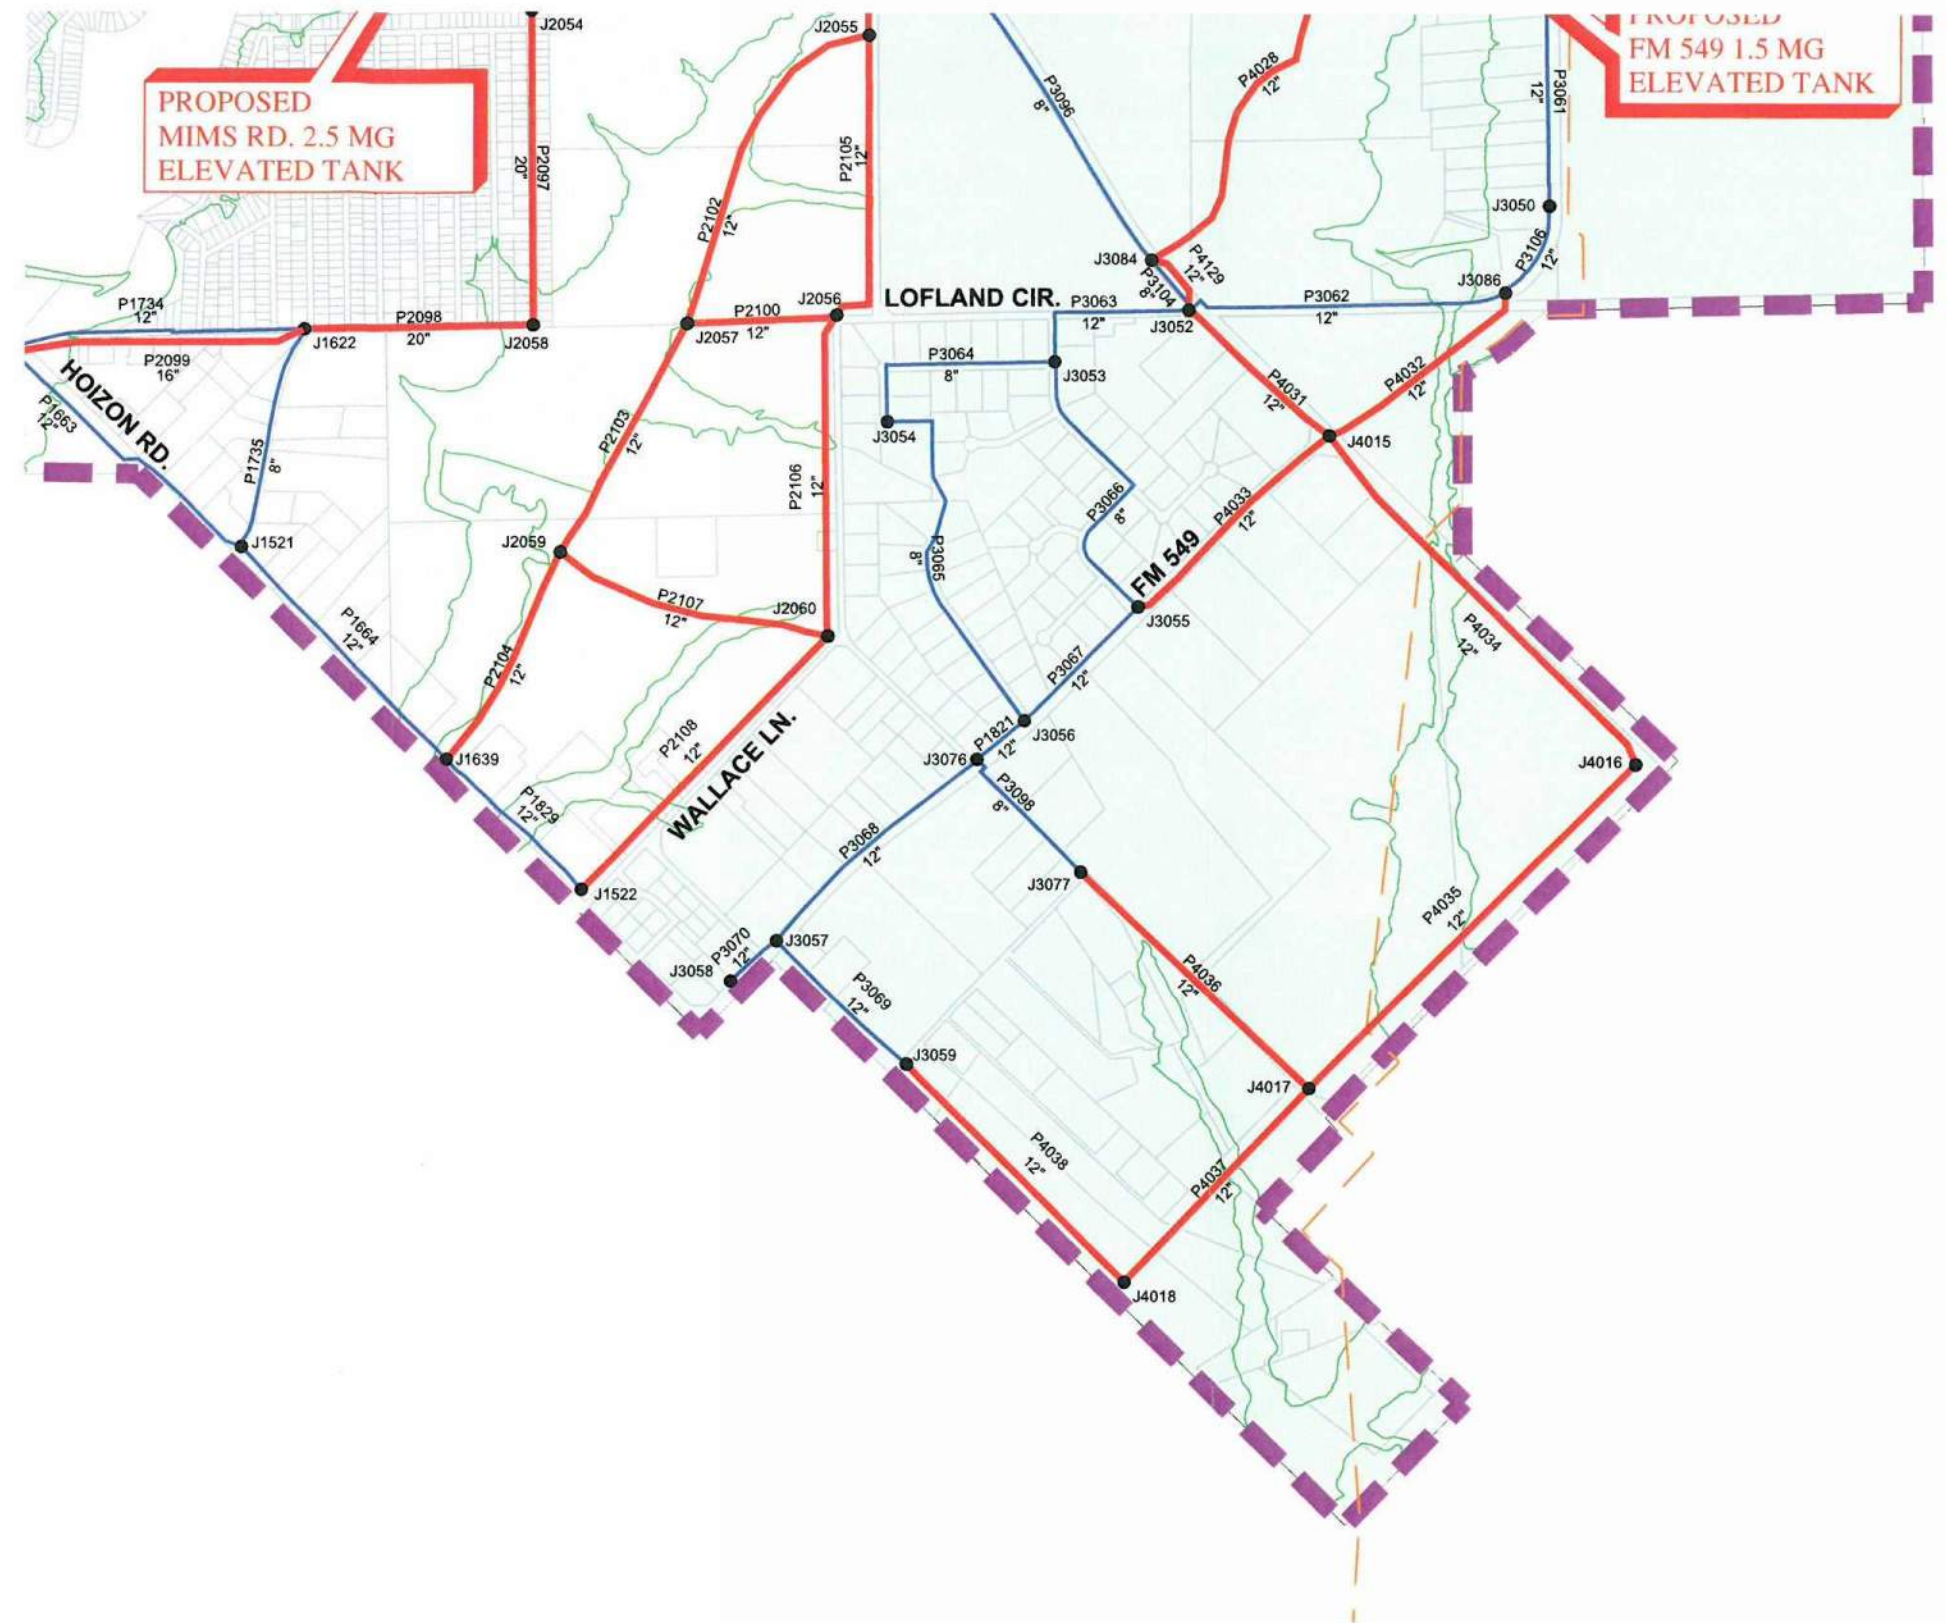 J2054
J2055
PROPOSED
FM 549 1.5 MG
ELEVATED TANK
PROPOSED
MIMS RD. 2.5 MG
ELEVATED TANK
P2097
20"
P2105
12"
P3096
8"
P4028
12"
P3061
12"
P2102
12"
J3050
P3106
12"
J3084
P4129
12"
P3104
8"
J3086
P1734
12"
P2098
20"
J1622
J2058
P2100
12"
J2057
J2056
LOFLAND CIR.
P3063
12"
J3052
P3062
12"
P2099
16"
HOIZON RD.
P1663
12"
P3064
8"
J3053
P4031
12"
P4032
12"
P1735
8"
P2103
12"
J3054
J4015
P2106
12"
P3066
8"
P4033
12"
J1521
J2059
P3065
8"
FM 549
P1664
12"
P2107
12"
J2060
J3055
P4034
12"
P2104
12"
P3067
12"
P2108
12"
WALLACE LN.
P1821
12"
J3056
J1639
J3076
J4016
P1829
12"
P3098
8"
P3068
12"
J1522
J3077
P4035
12"
P3070
12"
J3057
J3058
P3069
12"
P4036
12"
J3059
J4017
P4038
12"
P4037
12"
J4018